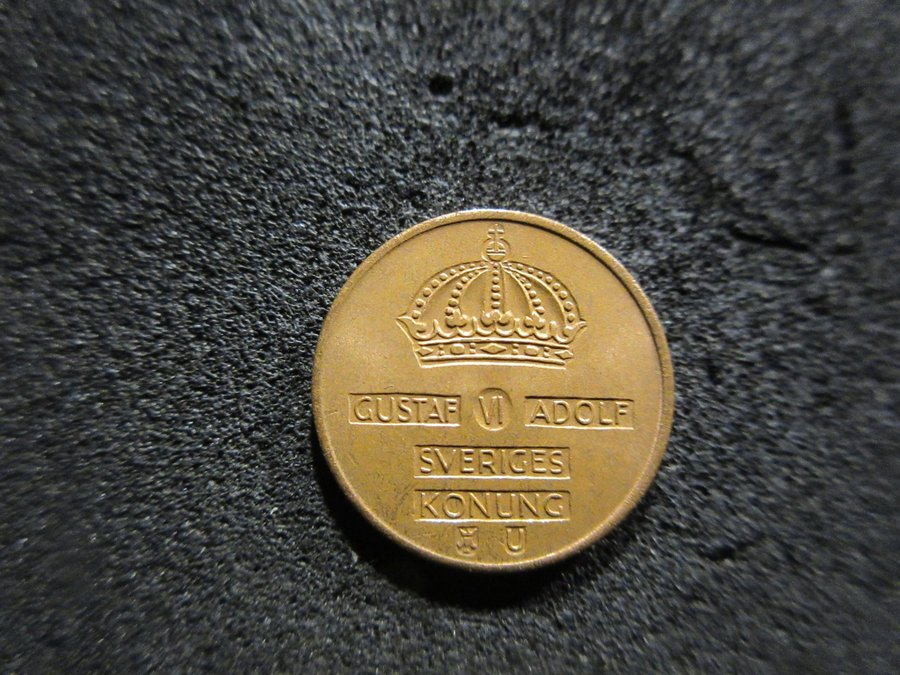 GUSTAF VI ADOLF
SVERIGES
KONUNG
U